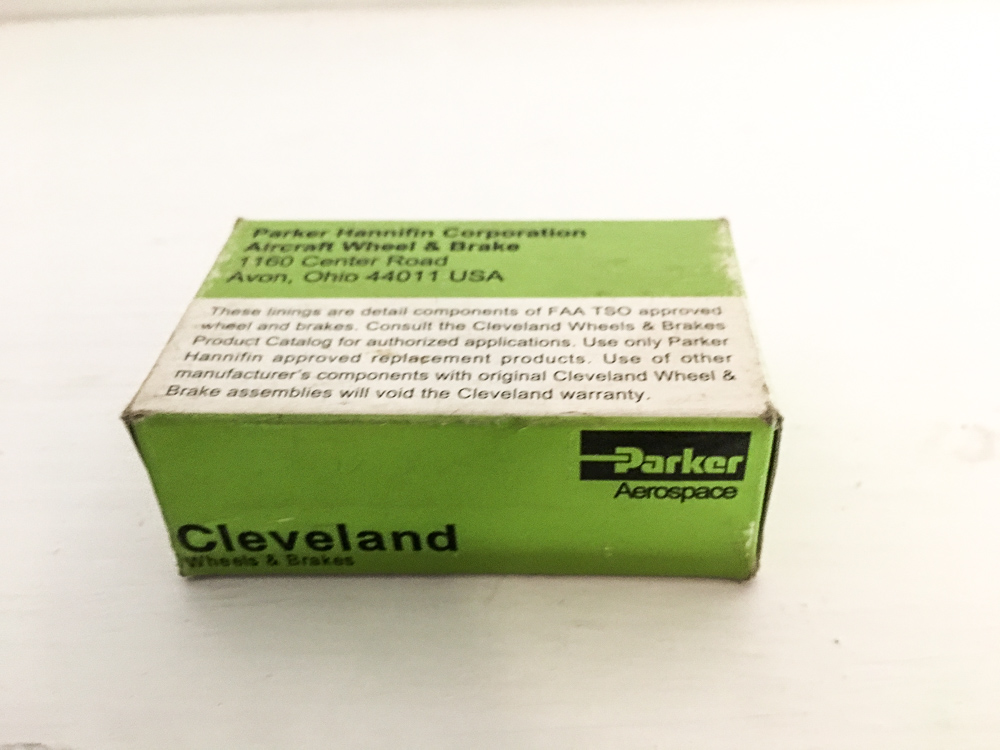 Parker Hannifin Corporation
Aircraft Wheel & Brake
1160 Center Road
Avon, Ohio 44011 USA
These linings are detail components of FAA TSO approved
wheel and brakes. Consult the Cleveland Wheels & Brakes
Product Catalog for authorized applications. Use only Parker
Hannifin approved replacement products. Use of other
manufacturer's components with original Cleveland Wheel &
Brake assemblies will void the Cleveland warranty.
Parker
Aerospace
Cleveland
Wheels & Brakes